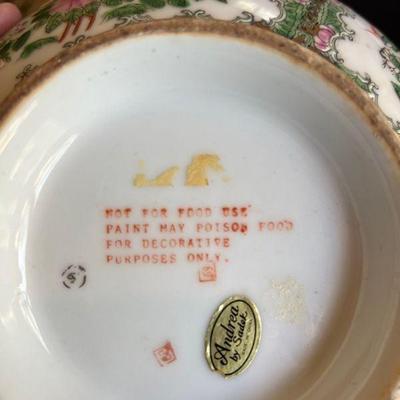 NOT FOR FOOD USE
PAINT MAY POISON FOOD
FOR DECORATIVE
PURPOSES ONLY.
Andrea
by Sadek